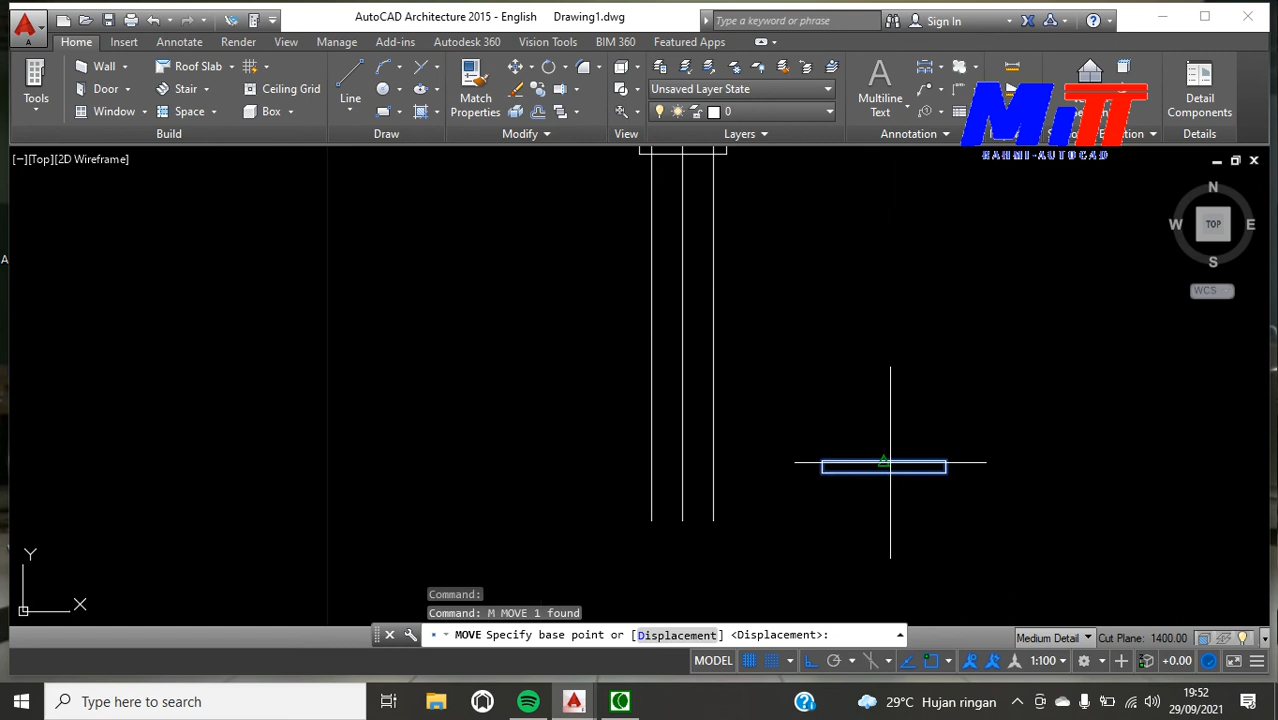 AutoCAD Architecture 2015 - English Drawing1.dwg
Type a keyword or phrase
Sign In
Home Insert Annotate Render View Manage Add-ins Autodesk 360 Vision Tools BIM 360 Featured Apps
Tools
Wall
Door
Window
Roof Slab
Stair
Space
Ceiling Grid
Box
Build
Line
Draw
Match
Properties
Modify
View
Unsaved Layer State
0
Layers
Multiline
Text
Annotation
Detail
Components
Details
MiTT
RAHMI-AUTOCAD
[−][Top][2D Wireframe]
N
W TOP E
S
WCS
A
Y
X
Command:
Command: M MOVE 1 found
MOVE Specify base point or [Displacement] <Displacement>:
Medium Detail Cut Plane: 1400.00
MODEL 1:100 +0.00
Type here to search
29°C Hujan ringan
19:52
29/09/2021